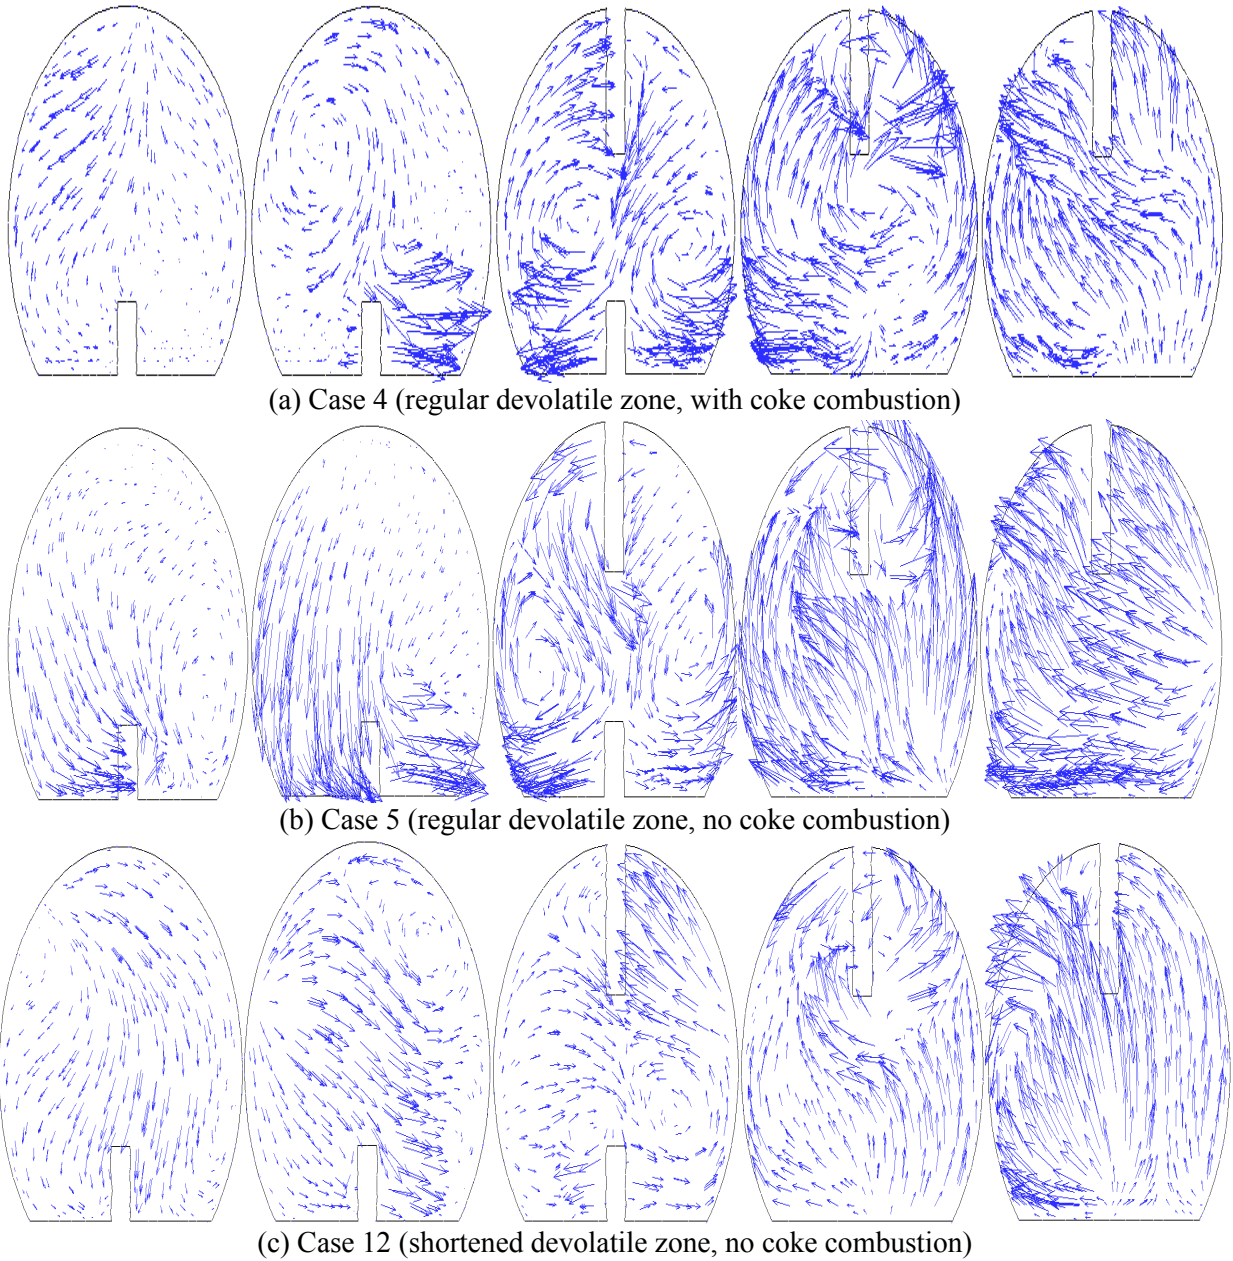 (a) Case 4 (regular devolatile zone, with coke combustion)
(b) Case 5 (regular devolatile zone, no coke combustion)
(c) Case 12 (shortened devolatile zone, no coke combustion)